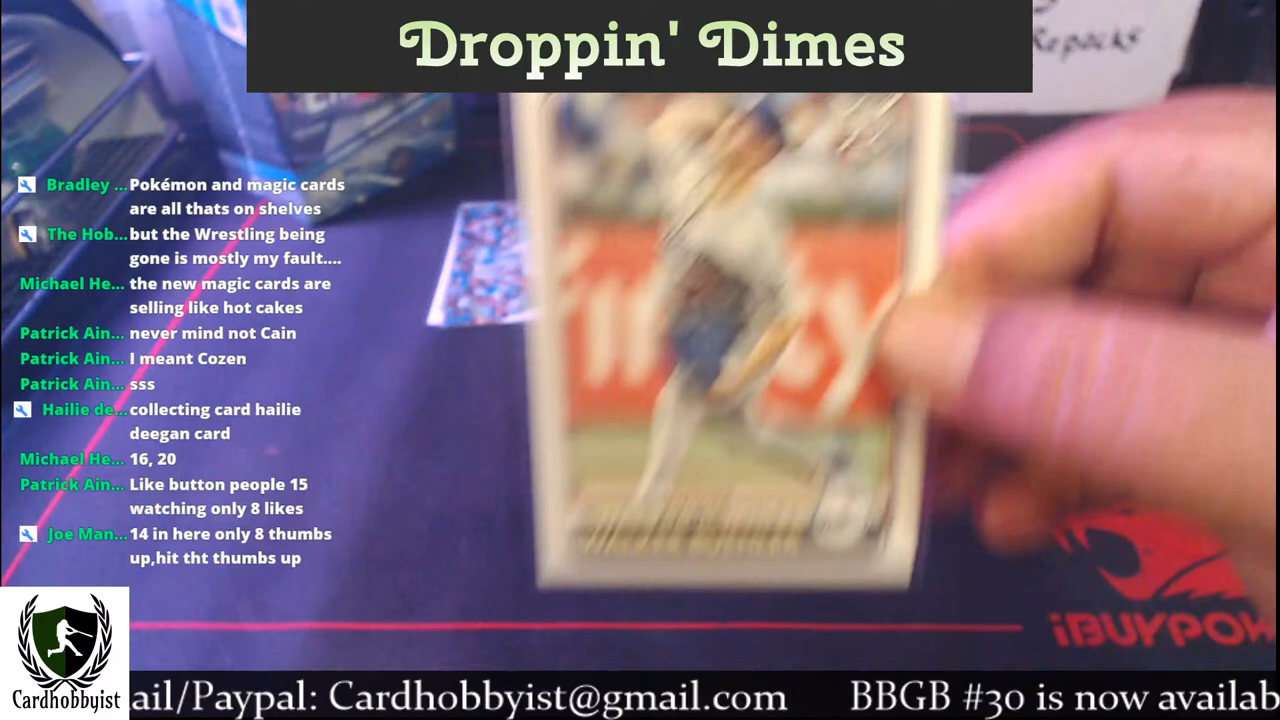 Droppin' Dimes
Repacks
Bradley ... Pokémon and magic cards
are all thats on shelves
The Hob... but the Wrestling being
gone is mostly my fault....
Michael He... the new magic cards are
selling like hot cakes
Patrick Ain... never mind not Cain
Patrick Ain... I meant Cozen
Patrick Ain... sss
Hailie de... collecting card hailie
deegan card
Michael He... 16, 20
Patrick Ain... Like button people 15
watching only 8 likes
Joe Man... 14 in here only 8 thumbs
up,hit tht thumbs up
WALKER BUEHLER
iBUYPOW
Cardhobbyist
ail/Paypal: Cardhobbyist@gmail.com BBGB #30 is now availab